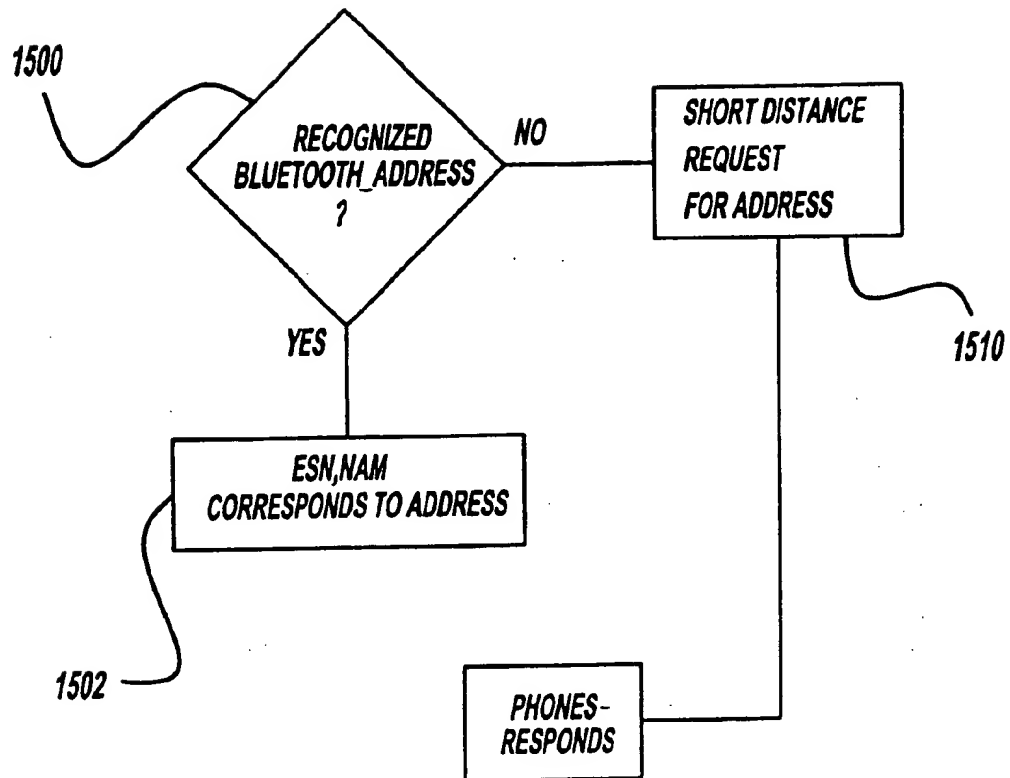 1500
RECOGNIZED
BLUETOOTH_ADDRESS
?
NO
SHORT DISTANCE
REQUEST
FOR ADDRESS
1510
YES
ESN,NAM
CORRESPONDS TO ADDRESS
1502
PHONES-
RESPONDS